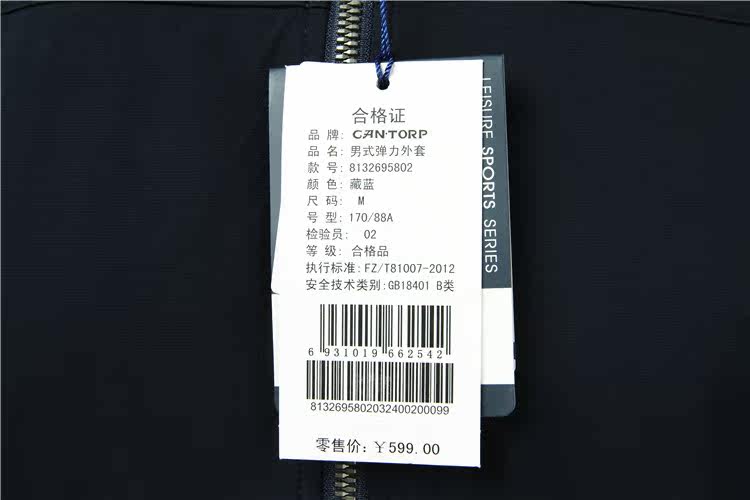 合格证
品 牌: CANTORP
品 名: 男式弹力外套
款 号: 8132695802
颜 色: 藏蓝
尺 码: M
号 型: 170/88A
检验员: 02
等 级: 合格品
执行标准: FZ/T81007-2012
安全技术类别: GB18401 B类
6 931019 662542
8132695802032400200099
零售价: ¥599.00
LEISURE SPORTS SERIES